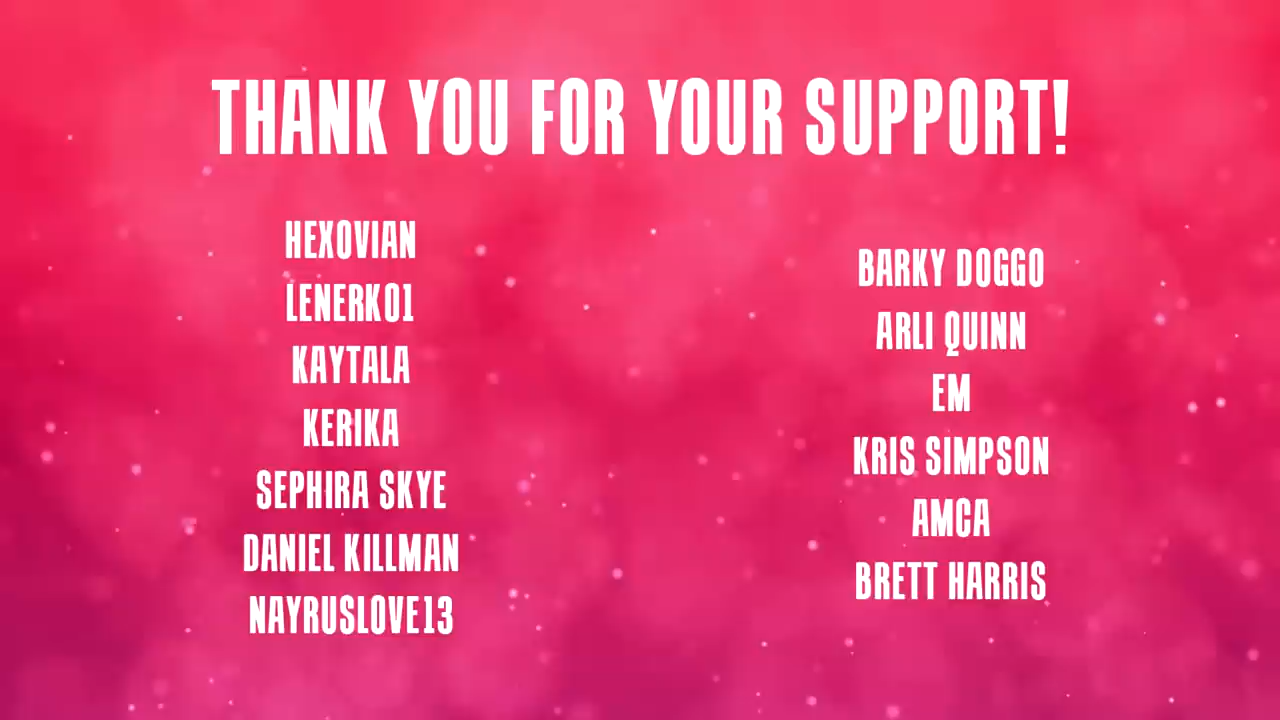 THANK YOU FOR YOUR SUPPORT!
HEXOVIAN
LENERK01
KAYTALA
KERIKA
SEPHIRA SKYE
DANIEL KILLMAN
NAYRUSLOVE13
BARKY DOGGO
ARLI QUINN
EM
KRIS SIMPSON
AMCA
BRETT HARRIS